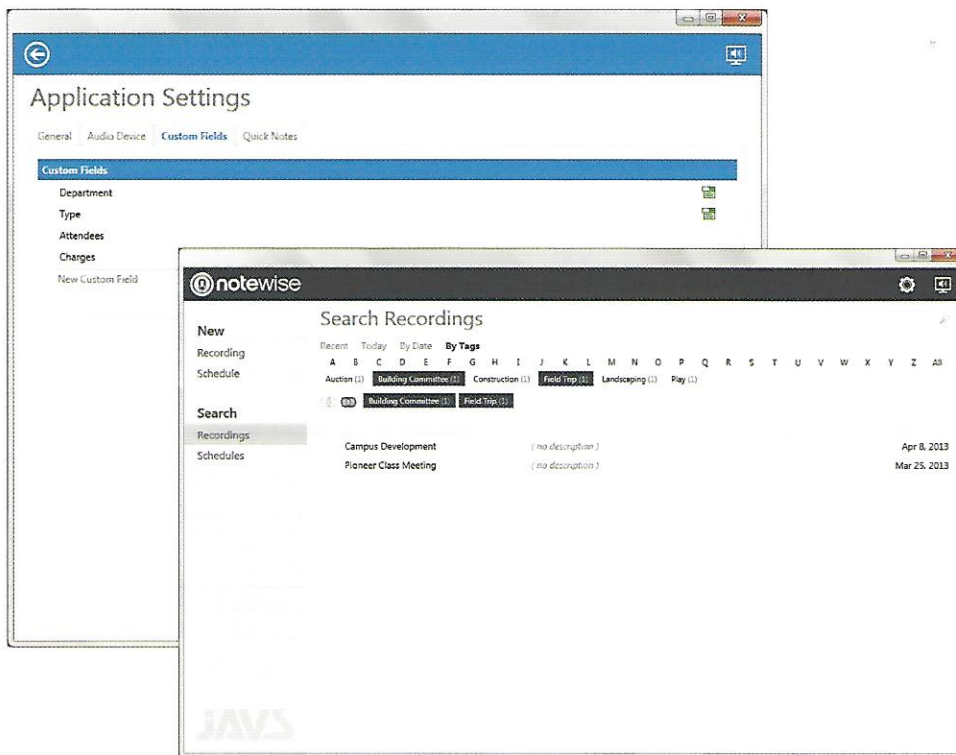 Application Settings
General Audio Device Custom Fields Quick Notes
Custom Fields
Department
Type
Attendees
Charges
New Custom Field
notewise
New
Recording
Schedule
Search
Recordings
Schedules
Search Recordings
Recent Today By Date By Tags
A B C D E F G H I J K L M N O P Q R S T U V W X Y Z All
Auction (1) Building Committee (1) Construction (1) Field Trip (1) Landscaping (1) Play (1)
Building Committee (1) Field Trip (1)
Campus Development ( no description ) Apr 8, 2013
Pioneer Class Meeting ( no description ) Mar 25, 2013
JAVS